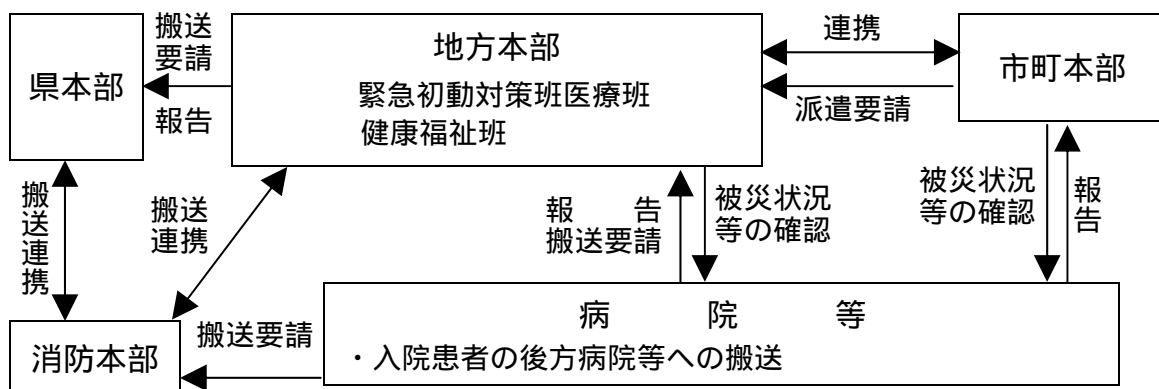 県本部
搬送
要請
報告
地方本部
緊急初動対策班医療班
健康福祉班
連携
派遣要請
市町本部
搬送連携
搬送
連携
報　　告
搬送要請
被災状況
等の確認
被災状況
等の確認
報告
消防本部
搬送要請
病　　院　　等
・入院患者の後方病院等への搬送